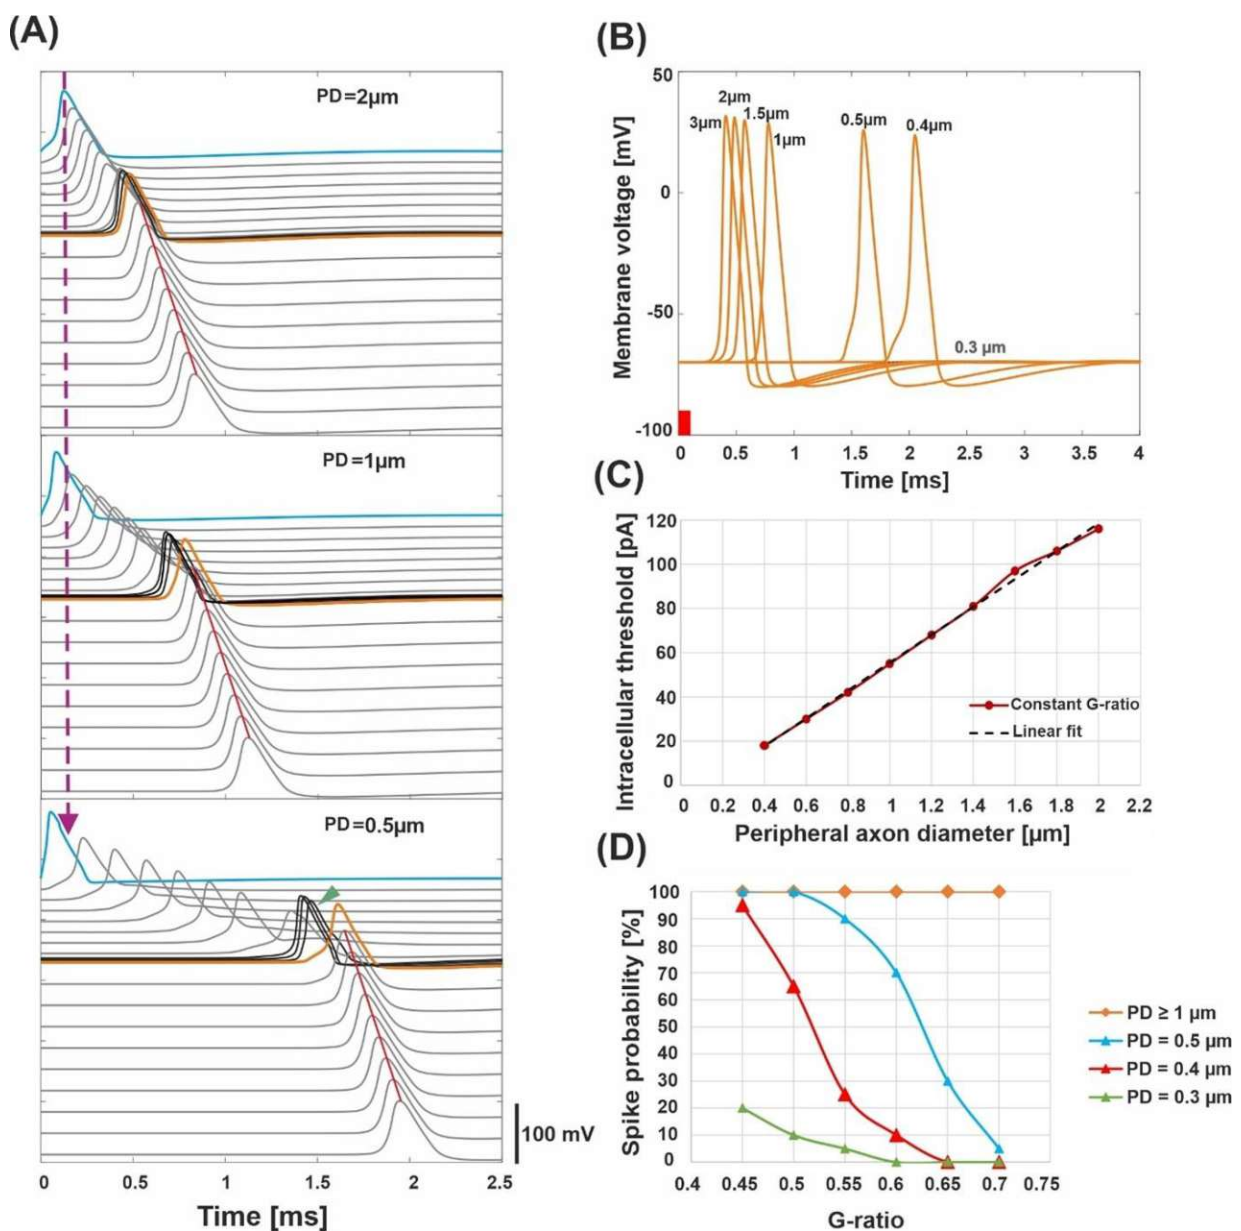 (A)
PD=2µm
PD=1µm
PD=0.5µm
100 mV
0 0.5 1 1.5 2 2.5
Time [ms]
(B)
Membrane voltage [mV]
50
0
-50
-100
3µm
2µm
1.5µm
1µm
0.5µm
0.4µm
0.3 µm
0 0.5 1 1.5 2 2.5 3 3.5 4
Time [ms]
(C)
Intracellular threshold [pA]
120
100
80
60
40
20
0
Constant G-ratio
Linear fit
0 0.2 0.4 0.6 0.8 1 1.2 1.4 1.6 1.8 2 2.2
Peripheral axon diameter [µm]
(D)
Spike probability [%]
100
90
80
70
60
50
40
30
20
10
0
0.4 0.45 0.5 0.55 0.6 0.65 0.7 0.75
G-ratio
PD ≥ 1 µm
PD = 0.5 µm
PD = 0.4 µm
PD = 0.3 µm